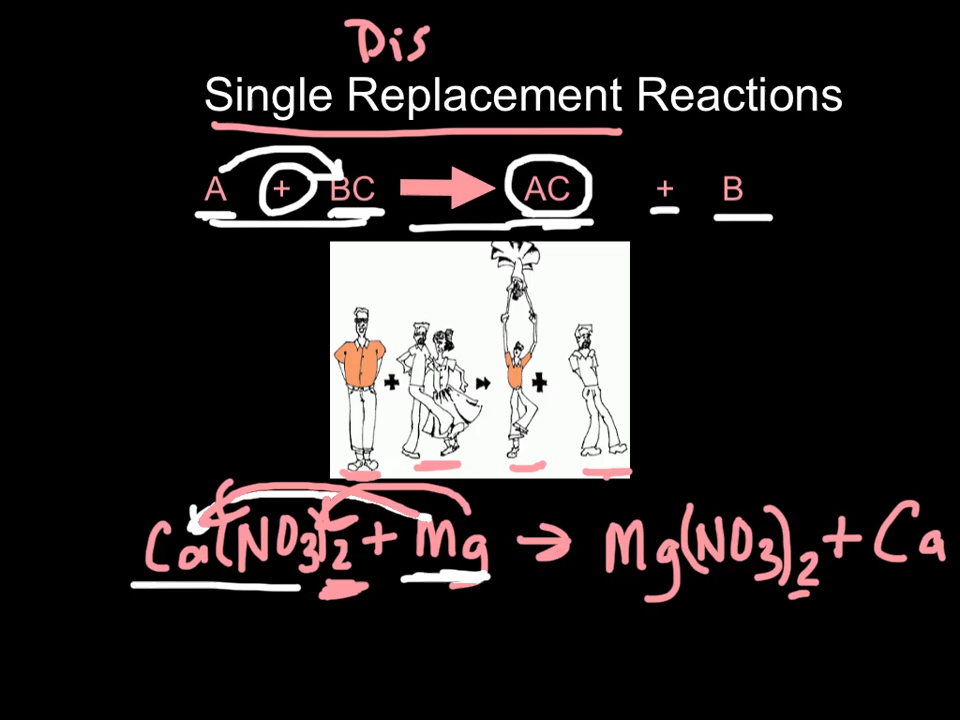 Dis
Single Replacement Reactions
A + BC AC + B
Ca(NO3)2 + Mg → Mg(NO3)2 + Ca